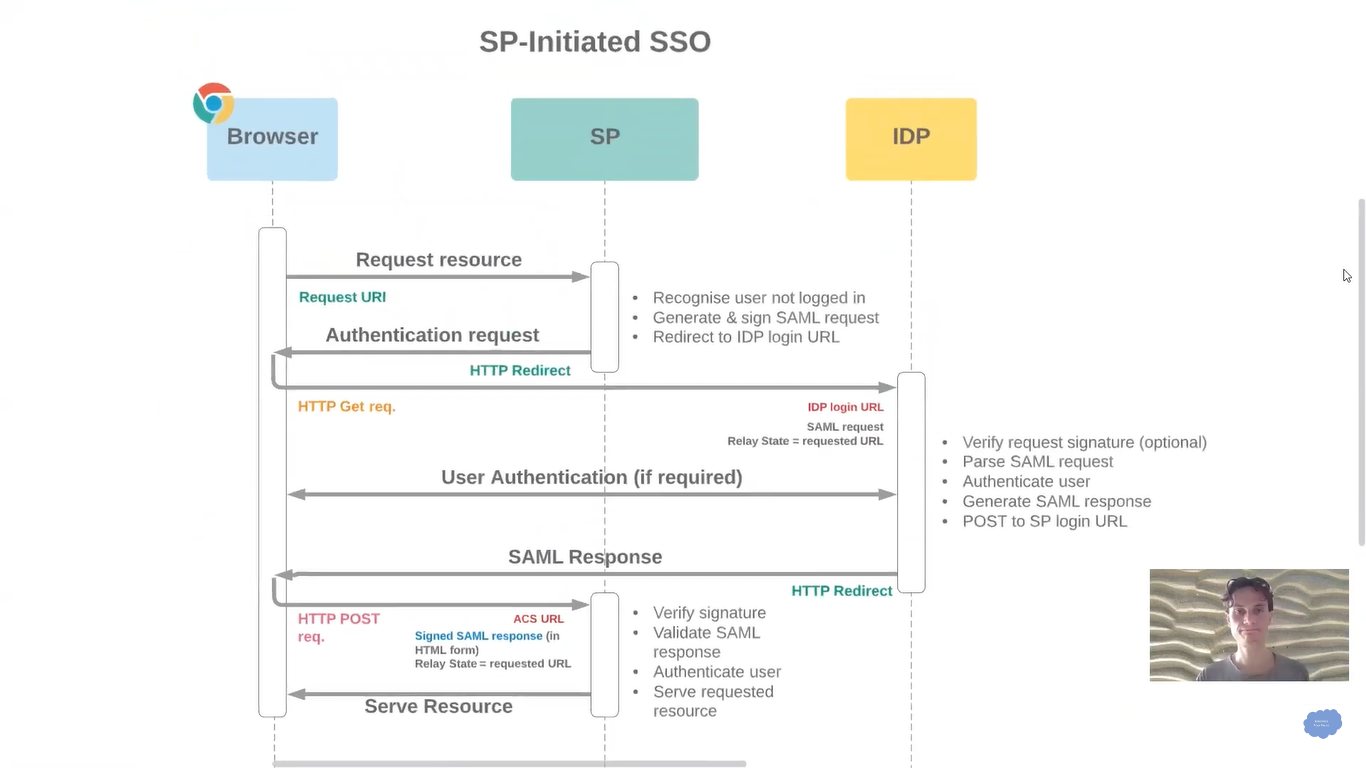 SP-Initiated SSO
Browser
SP
IDP
Request resource
Request URI
• Recognise user not logged in
• Generate & sign SAML request
• Redirect to IDP login URL
Authentication request
HTTP Redirect
HTTP Get req.
IDP login URL
SAML request
Relay State = requested URL
• Verify request signature (optional)
• Parse SAML request
• Authenticate user
• Generate SAML response
• POST to SP login URL
User Authentication (if required)
SAML Response
HTTP Redirect
HTTP POST
req.
ACS URL
Signed SAML response (in
HTML form)
Relay State = requested URL
• Verify signature
• Validate SAML
response
• Authenticate user
• Serve requested
resource
Serve Resource